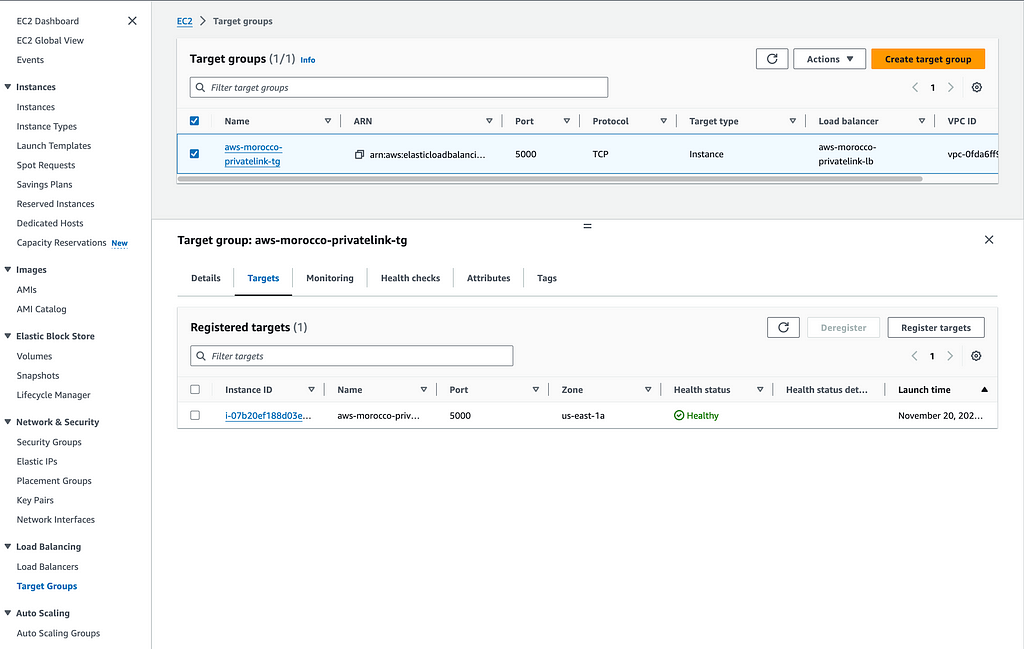 EC2 Dashboard
EC2 Global View
Events
Instances
Instances
Instance Types
Launch Templates
Spot Requests
Savings Plans
Reserved Instances
Dedicated Hosts
Capacity Reservations New
Images
AMIs
AMI Catalog
Elastic Block Store
Volumes
Snapshots
Lifecycle Manager
Network & Security
Security Groups
Elastic IPs
Placement Groups
Key Pairs
Network Interfaces
Load Balancing
Load Balancers
Target Groups
Auto Scaling
Auto Scaling Groups
EC2 > Target groups
Target groups (1/1) Info
Actions
Create target group
Filter target groups
1
Name ARN Port Protocol Target type Load balancer VPC ID
aws-morocco-
privatelink-tg
arn:aws:elasticloadbalanci...
5000
TCP
Instance
aws-morocco-
privatelink-lb
vpc-0fda6ff9
Target group: aws-morocco-privatelink-tg
Details Targets Monitoring Health checks Attributes Tags
Registered targets (1)
Deregister
Register targets
Filter targets
1
Instance ID Name Port Zone Health status Health status det... Launch time
i-07b20ef188d03e... aws-morocco-priv... 5000 us-east-1a Healthy November 20, 202...